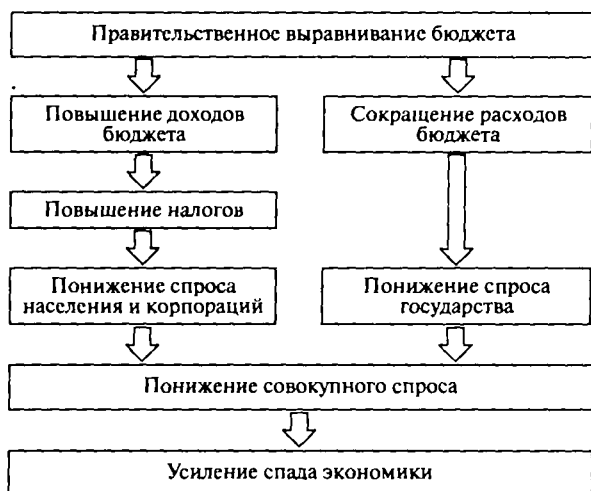 Правительственное выравнивание бюджета
Повышение доходов
бюджета
Сокращение расходов
бюджета
Повышение налогов
Понижение спроса
населения и корпораций
Понижение спроса
государства
Понижение совокупного спроса
Усиление спада экономики